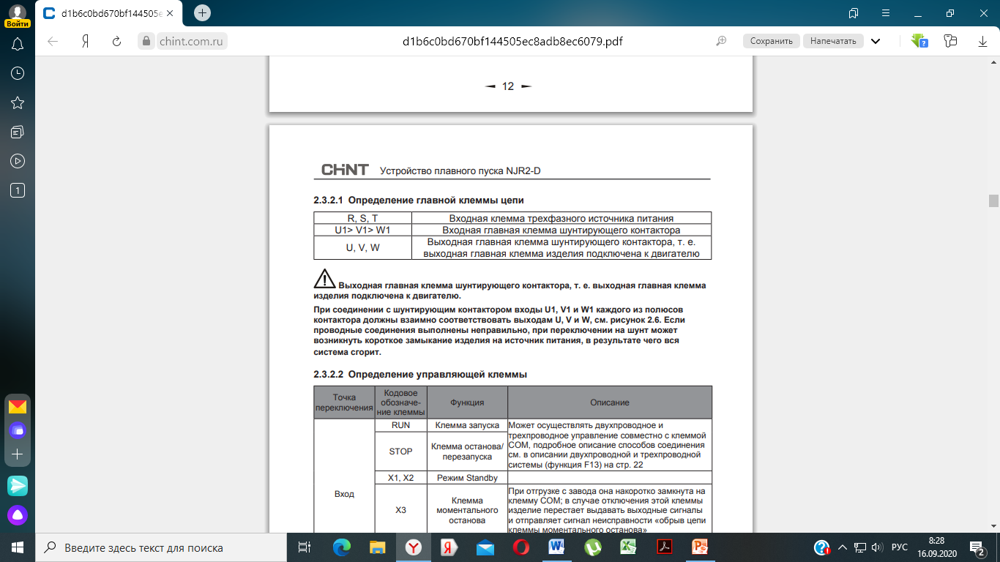 d1b6c0bd670bf144505e
Войти
chint.com.ru
d1b6c0bd670bf144505ec8adb8ec6079.pdf
Сохранить
Напечатать
1
12
CHINT Устройство плавного пуска NJR2-D
2.3.2.1 Определение главной клеммы цепи
R, S, T Входная клемма трехфазного источника питания
U1> V1> W1 Входная главная клемма шунтирующего контактора
U, V, W Выходная главная клемма шунтирующего контактора, т. е.
выходная главная клемма изделия подключена к двигателю
Выходная главная клемма шунтирующего контактора, т. е. выходная главная клемма
изделия подключена к двигателю.
При соединении с шунтирующим контактором входы U1, V1 и W1 каждого из полюсов
контактора должны взаимно соответствовать выходам U, V и W, см. рисунок 2.6. Если
проводные соединения выполнены неправильно, при переключении на шунт может
возникнуть короткое замыкание изделия на источник питания, в результате чего вся
система сгорит.
2.3.2.2 Определение управляющей клеммы
Точка
переключения
Кодовое
обозначе-
ние клеммы
Функция
Описание
Вход
RUN
Клемма запуска
STOP
Клемма останова/
перезапуска
Может осуществлять двухпроводное и
трехпроводное управление совместно с клеммой
COM, подробное описание способов соединения
см. в описании двухпроводной и трехпроводной
системы (функция F13) на стр. 22
X1, X2
Режим Standby
X3
Клемма
моментального
останова
При отгрузке с завода она накоротко замкнута на
клемму COM; в случае отключения этой клеммы
изделие перестает выдавать выходные сигналы
и отправляет сигнал неисправности «обрыв цепи
клеммы моментального останова»
Введите здесь текст для поиска
РУС
8:28
16.09.2020
2